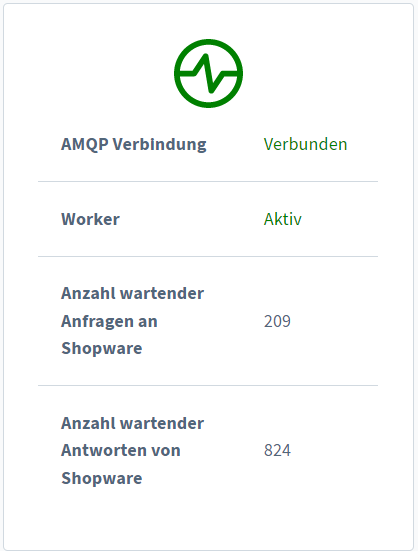 AMQP Verbindung Verbunden
Worker Aktiv
Anzahl wartender
Anfragen an 209
Shopware
Anzahl wartender
Antworten von 824
Shopware